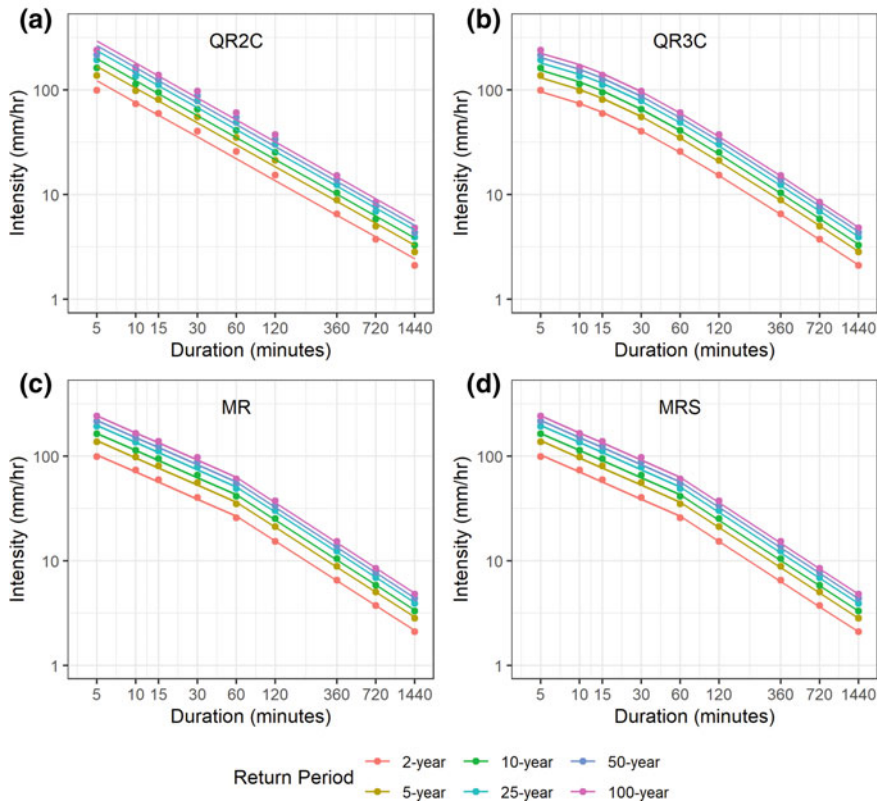 (a)
QR2C
Intensity (mm/hr)
100
10
1
5 10 15 30 60 120 360 720 1440
Duration (minutes)
(b)
QR3C
Intensity (mm/hr)
100
10
1
5 10 15 30 60 120 360 720 1440
Duration (minutes)
(c)
MR
Intensity (mm/hr)
100
10
1
5 10 15 30 60 120 360 720 1440
Duration (minutes)
(d)
MRS
Intensity (mm/hr)
100
10
1
5 10 15 30 60 120 360 720 1440
Duration (minutes)
Return Period
2-year 10-year 50-year
5-year 25-year 100-year